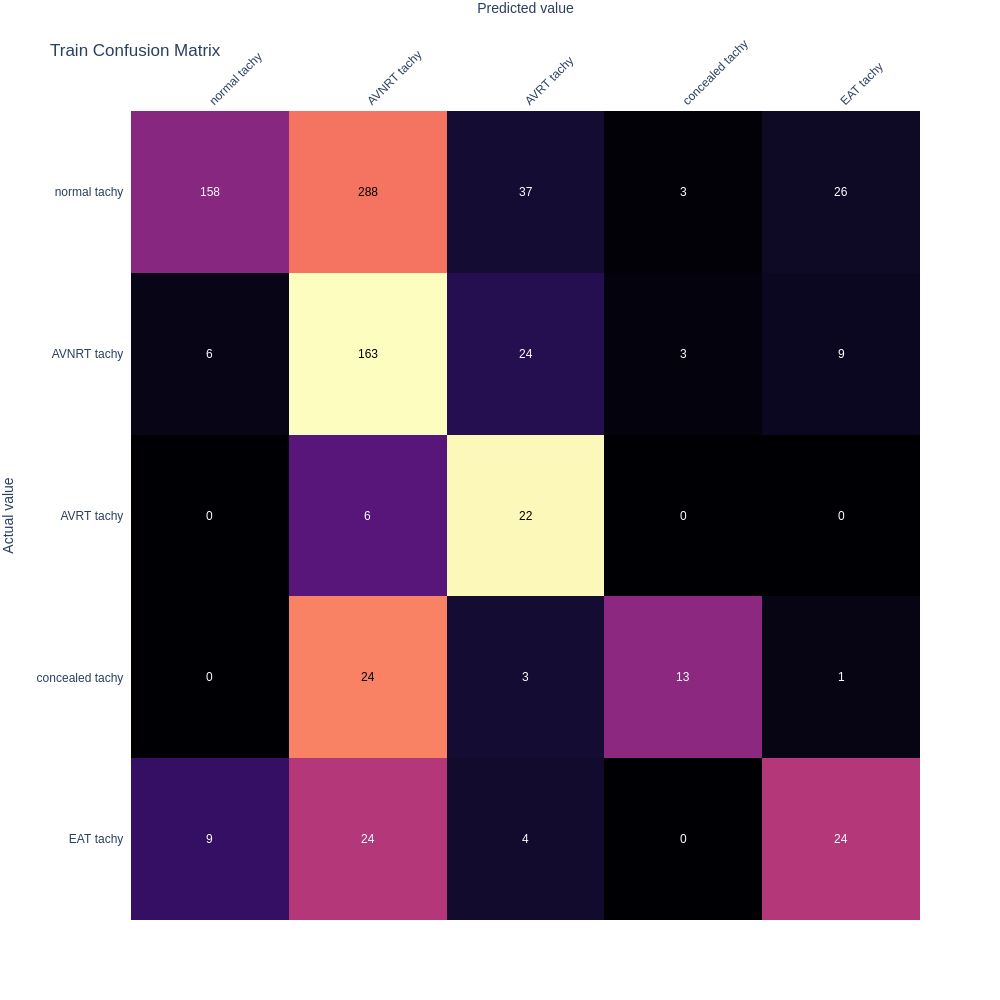 Predicted value
Train Confusion Matrix
normal tachy AVNRT tachy AVRT tachy concealed tachy EAT tachy
normal tachy 158 288 37 3 26
AVNRT tachy 6 163 24 3 9
Actual value
AVRT tachy 0 6 22 0 0
concealed tachy 0 24 3 13 1
EAT tachy 9 24 4 0 24